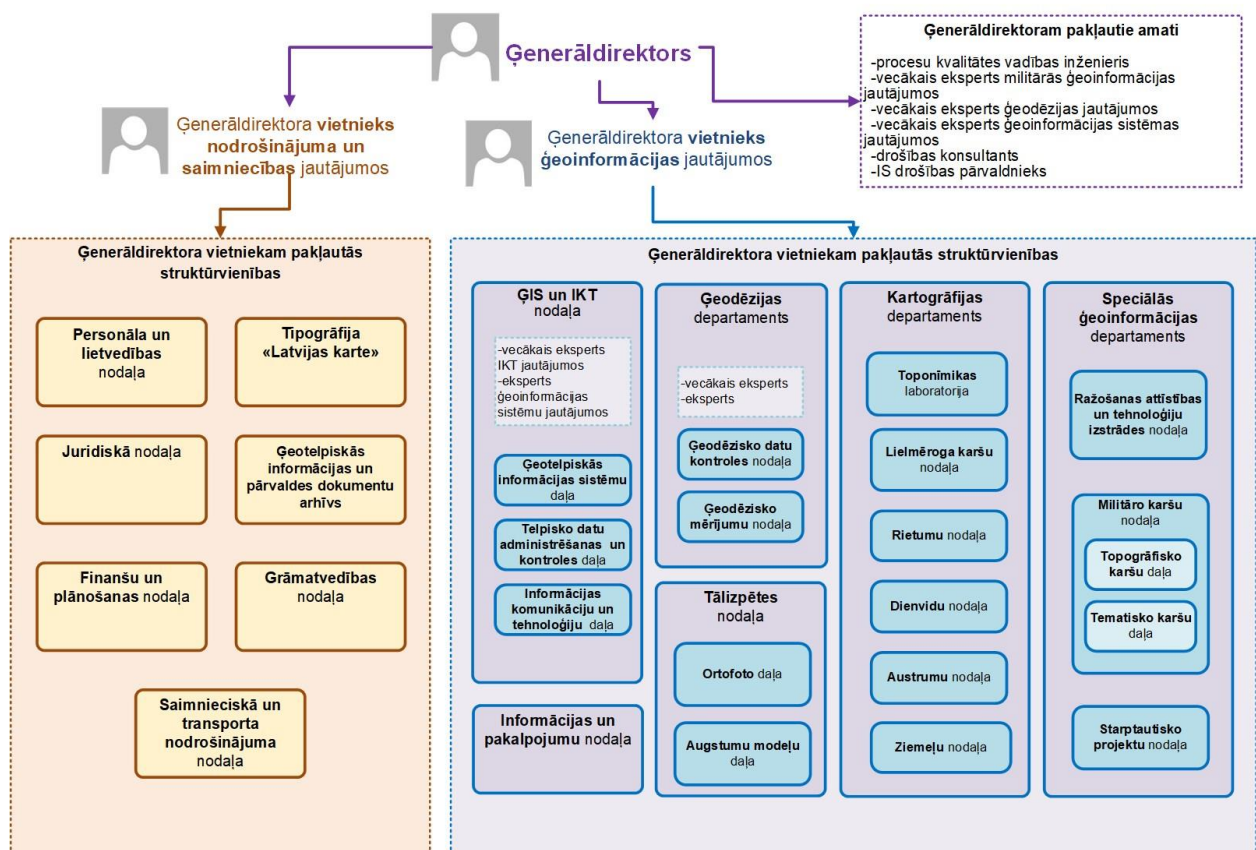 Ģenerāldirektors
Ģenerāldirektoram pakļautie amati
-procesu kvalitātes vadības inženieris
-vecākais eksperts militārās ģeoinformācijas
jautājumos
-vecākais eksperts ģeodēzijas jautājumos
-vecākais eksperts ģeoinformācijas sistēmas
jautājumos
-drošības konsultants
-IS drošības pārvaldnieks
Ģenerāldirektora vietnieks
nodrošinājuma un
saimniecības jautājumos
Ģenerāldirektora vietnieks
ģeoinformācijas jautājumos
Ģenerāldirektora vietniekam pakļautās
struktūrvienības
Personāla un
lietvedības
nodaļa
Tipogrāfija
«Latvijas karte»
Juridiskā nodaļa
Ģeotelpiskās
informācijas un
pārvaldes dokumentu
arhīvs
Finanšu un
plānošanas nodaļa
Grāmatvedības
nodaļa
Saimnieciskā un
transporta
nodrošinājuma
nodaļa
Ģenerāldirektora vietniekam pakļautās struktūrvienības
ĢIS un IKT
nodaļa
-vecākais eksperts
IKT jautājumos
-eksperts
ģeoinformācijas
sistēmu jautājumos
Ģeotelpiskās
informācijas sistēmu
daļa
Telpisko datu
administrēšanas un
kontroles daļa
Informācijas
komunikāciju un
tehnoloģiju daļa
Informācijas un
pakalpojumu nodaļa
Ģeodēzijas
departaments
-vecākais eksperts
-eksperts
Ģeodēzisko datu
kontroles nodaļa
Ģeodēzisko
mērījumu nodaļa
Tālizpētes
nodaļa
Ortofoto daļa
Augstumu modeļu
daļa
Kartogrāfijas
departaments
Toponīmikas
laboratorija
Lielmēroga karšu
nodaļa
Rietumu nodaļa
Dienvidu nodaļa
Austrumu nodaļa
Ziemeļu nodaļa
Speciālās
ģeoinformācijas
departaments
Ražošanas attīstības
un tehnoloģiju
izstrādes nodaļa
Militāro karšu
nodaļa
Topogrāfisko
karšu daļa
Tematisko karšu
daļa
Starptautisko
projektu nodaļa